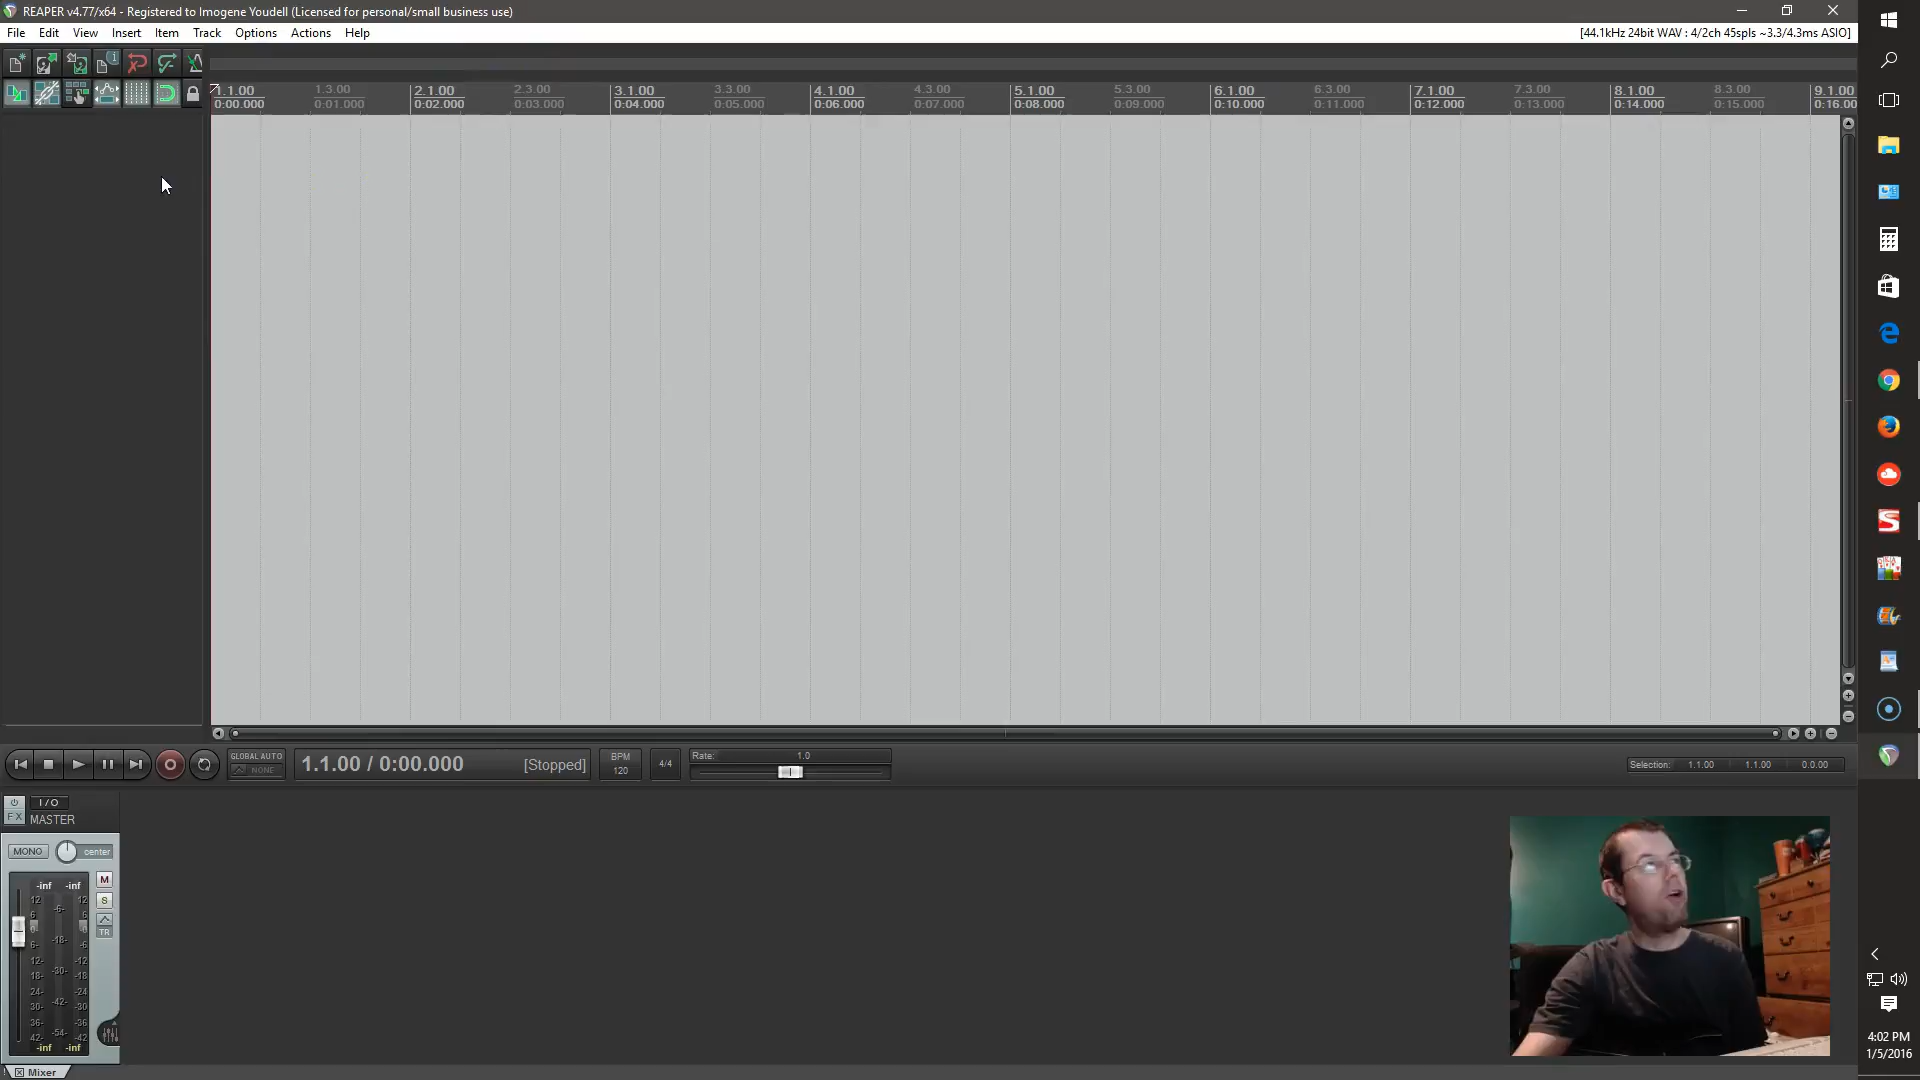 REAPER v4.77/x64 - Registered to Imogene Youdell (Licensed for personal/small business use)
File Edit View Insert Item Track Options Actions Help
[44.1kHz 24bit WAV : 4/2ch 45spls ~3.3/4.3ms ASIO]
1.1.00 1.3.00 2.1.00 2.3.00 3.1.00 3.3.00 4.1.00 4.3.00 5.1.00 5.3.00 6.1.00 6.3.00 7.1.00 7.3.00 8.1.00 8.3.00 9.1.00
0:00.000 0:01.000 0:02.000 0:03.000 0:04.000 0:05.000 0:06.000 0:07.000 0:08.000 0:09.000 0:10.000 0:11.000 0:12.000 0:13.000 0:14.000 0:15.000 0:16.00
GLOBAL AUTO
NONE
1.1.00 / 0:00.000 [Stopped]
BPM
120
4/4
Rate: 1.0
Selection: 1.1.00 1.1.00 0.0.00
FX
I/O
MASTER
MONO center
-inf -inf
M
S
TR
12 12
6 -6- 6
0
6- -6
-18-
12- -12
18- -30- -18
24- -24
30- -42- -30
36- -54- -36
42- -42
-inf -inf
Mixer
4:02 PM
1/5/2016